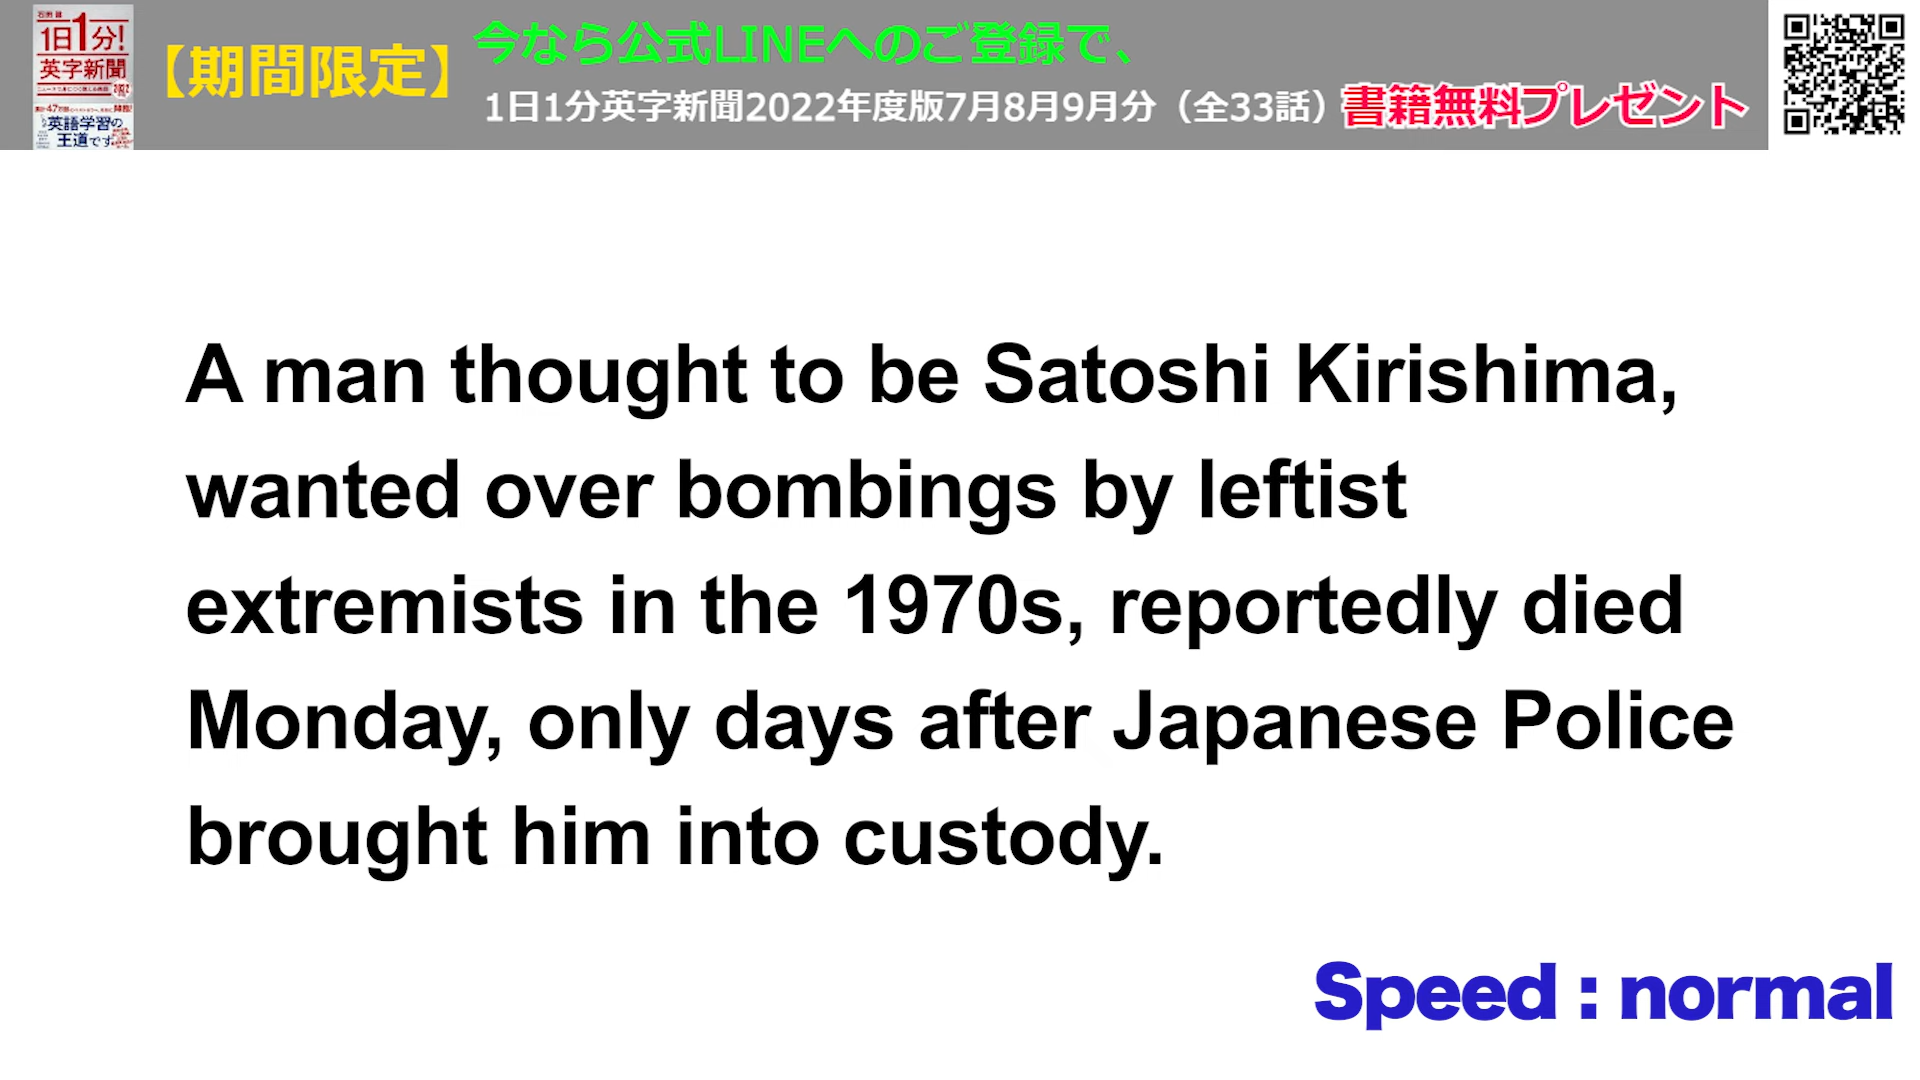 石田 健
1日1分!
英字新聞
2022
英語学習の
王道です
【期間限定】
今なら公式LINEへのご登録で、
1日1分英字新聞2022年度版7月8月9月分(全33話)書籍無料プレゼント
A man thought to be Satoshi Kirishima,
wanted over bombings by leftist
extremists in the 1970s, reportedly died
Monday, only days after Japanese Police
brought him into custody.
Speed : normal